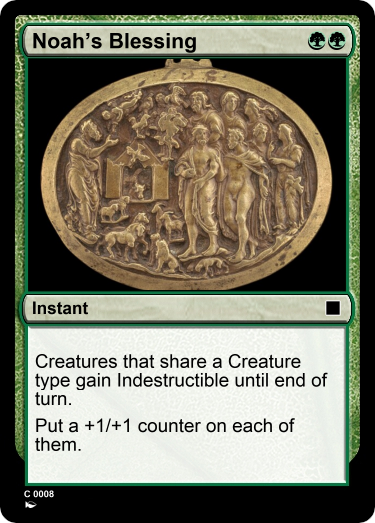 Noah's Blessing
Instant
Creatures that share a Creature
type gain Indestructible until end of
turn.
Put a +1/+1 counter on each of
them.
C 0008